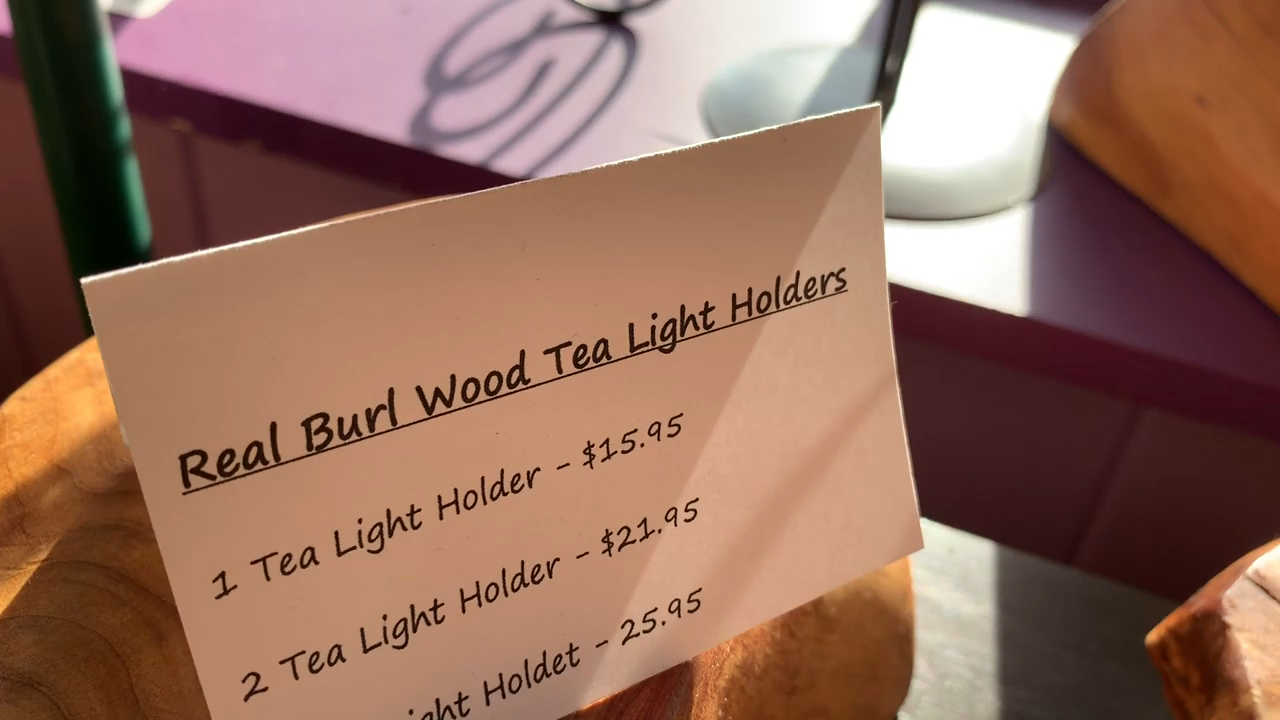 Real Burl Wood Tea Light Holders
1 Tea Light Holder - $15.95
2 Tea Light Holder - $21.95
Holdet - 25.95